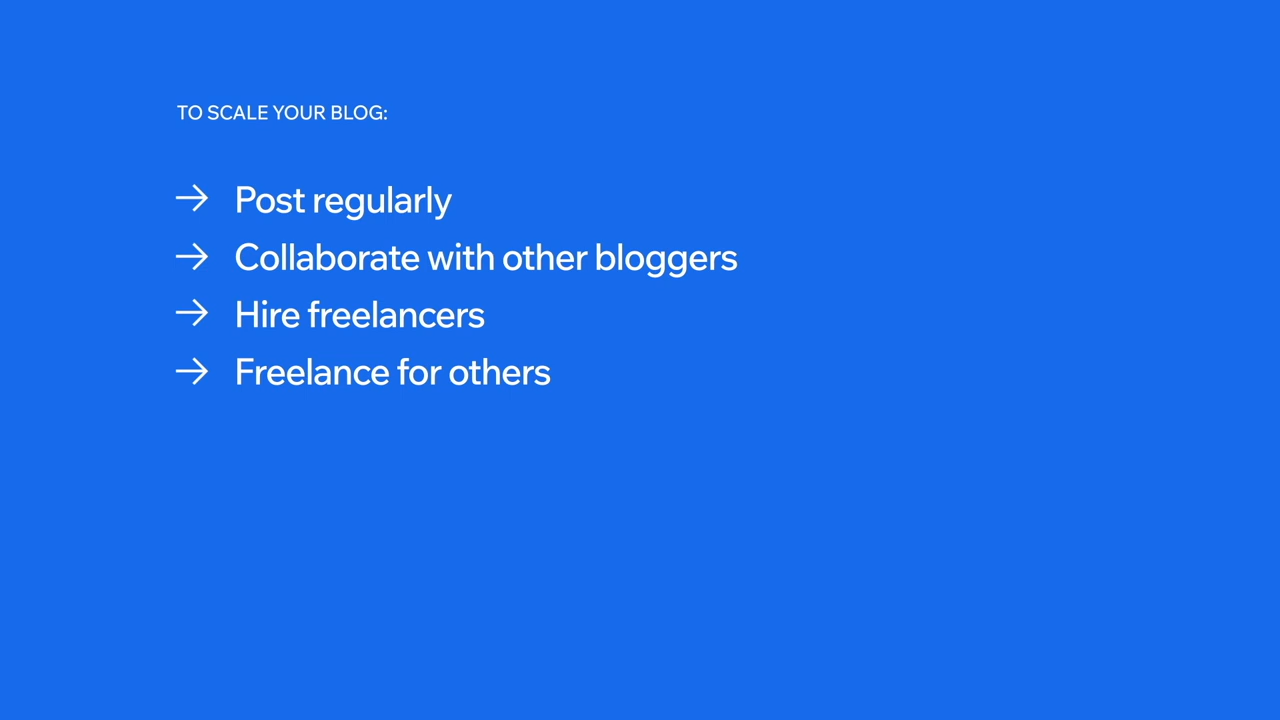 TO SCALE YOUR BLOG:
→ Post regularly
→ Collaborate with other bloggers
→ Hire freelancers
→ Freelance for others